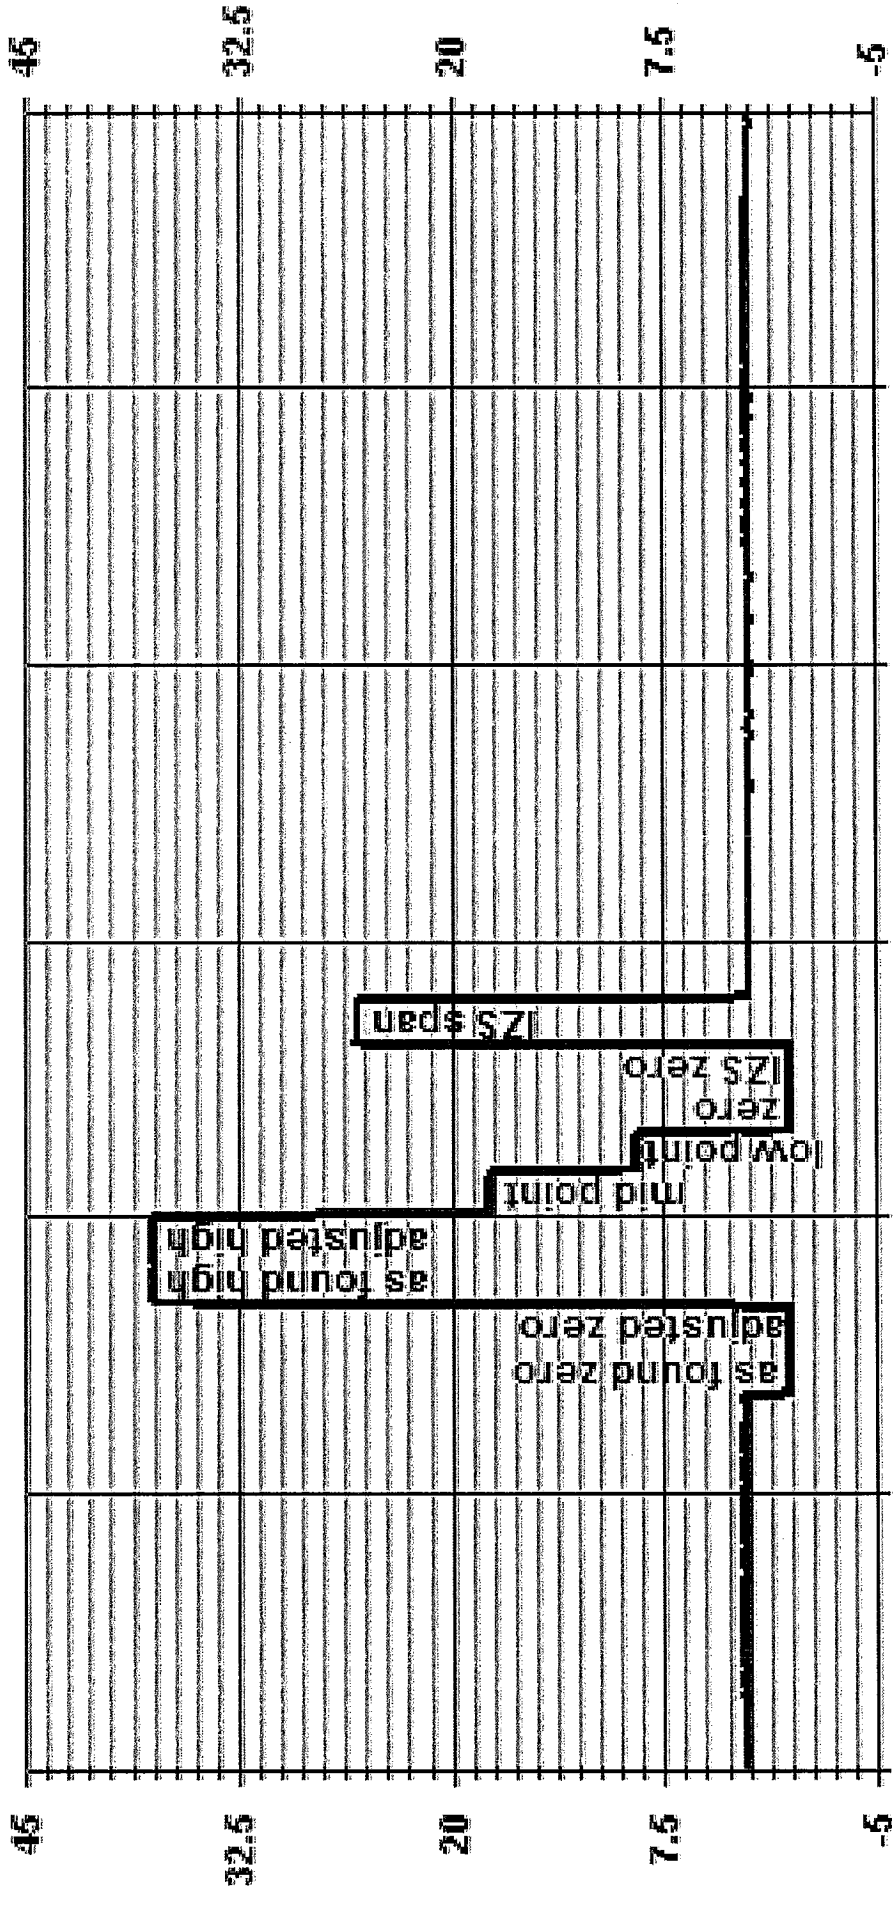 45
32.5
20
7.5
-5
as found zero
adjusted zero
as found high
adjusted high
mid point
low point
zero
IZS zero
IZS span
45
32.5
20
7.5
-5